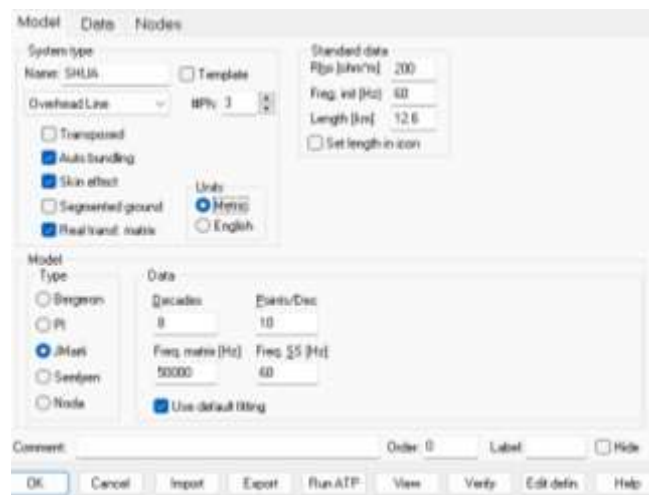 Model Data Nodes
System type
Name: SHIJA
Template
Overhead Line
#Ph: 3
Transposed
Auto bundling
Skin effect
Segmented ground
Real transf. matrix
Units
Metric
English
Standard data
Rho [ohm*m] 200
Freq. init [Hz] 60
Length [km] 12.6
Set length in icon
Model
Type
Bergeron
PI
JMarti
Semlyen
Noda
Data
Decades
Points/Dec
8
10
Freq. matrix [Hz]
Freq. SS [Hz]
50000
60
Use default fitting
Comment:
Order: 0
Label:
Hide
OK Cancel Import Export Run ATP View Verify Edit defin. Help